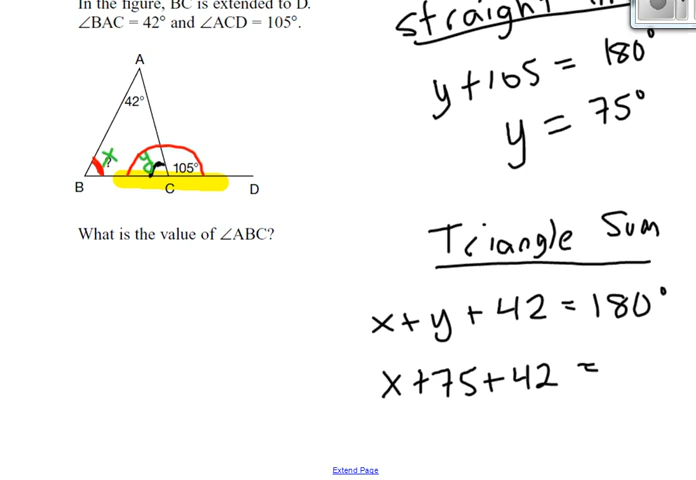 In the figure, BC is extended to D.
∠BAC = 42° and ∠ACD = 105°.
straight
y+105 = 180°
y = 75°
A
42°
x
?
y
105°
B
C
D
What is the value of ∠ABC?
Triangle Sum
x+y+42=180°
x+75+42 =
Extend Page